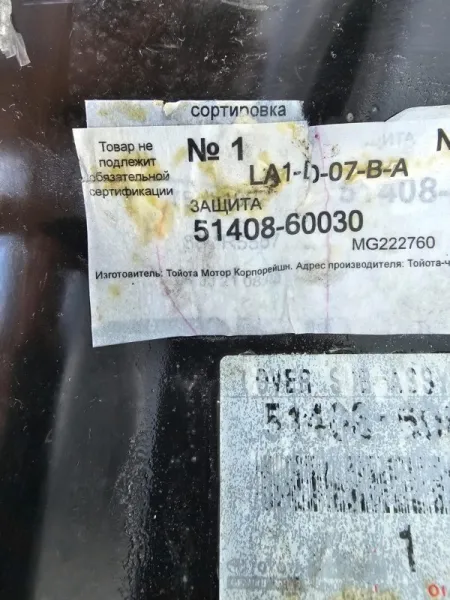 сортировка
Товар не
подлежит
обязательной
сертификации
№ 1
LA1-D-07-B-A
ЗАЩИТА
51408-60030
MG222760
Изготовитель: Тойота Мотор Корпорейшн. Адрес производителя: Тойота-ч
51408-
1